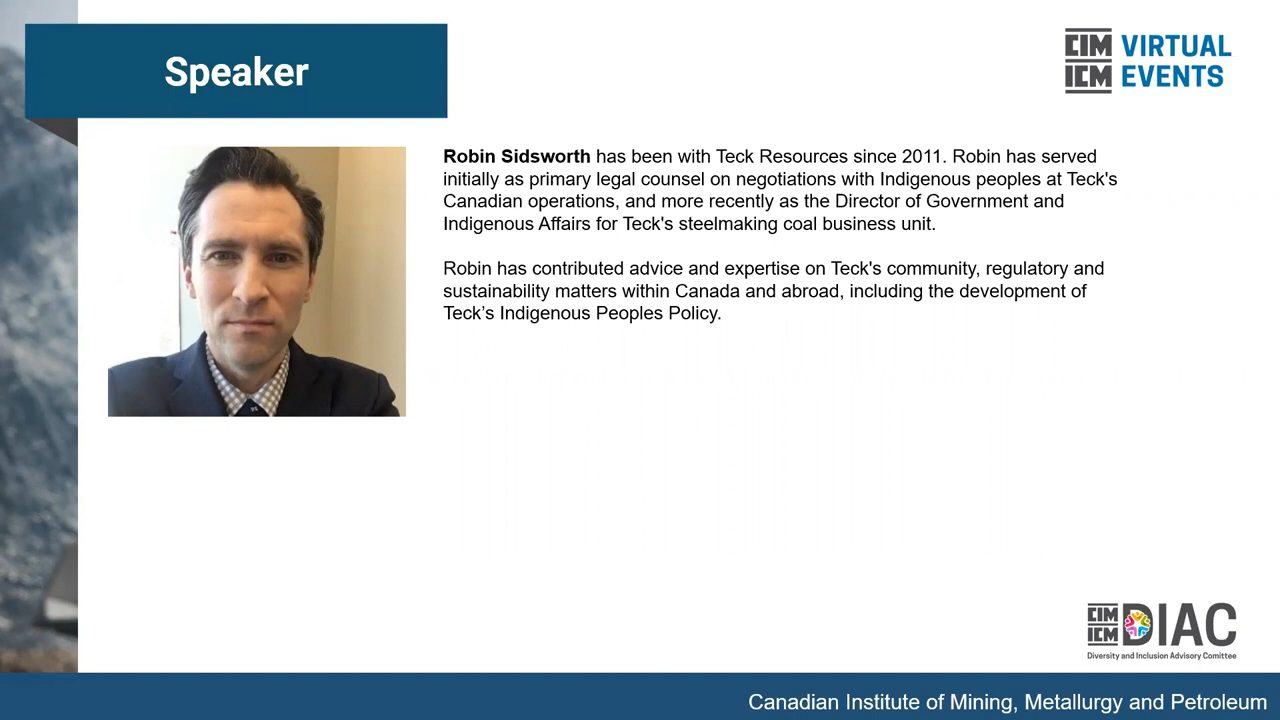 Speaker
CIM
ICM
VIRTUAL
EVENTS
Robin Sidsworth has been with Teck Resources since 2011. Robin has served
initially as primary legal counsel on negotiations with Indigenous peoples at Teck's
Canadian operations, and more recently as the Director of Government and
Indigenous Affairs for Teck's steelmaking coal business unit.
Robin has contributed advice and expertise on Teck's community, regulatory and
sustainability matters within Canada and abroad, including the development of
Teck’s Indigenous Peoples Policy.
CIM
ICM
DIAC
Diversity and Inclusion Advisory Comittee
Canadian Institute of Mining, Metallurgy and Petroleum